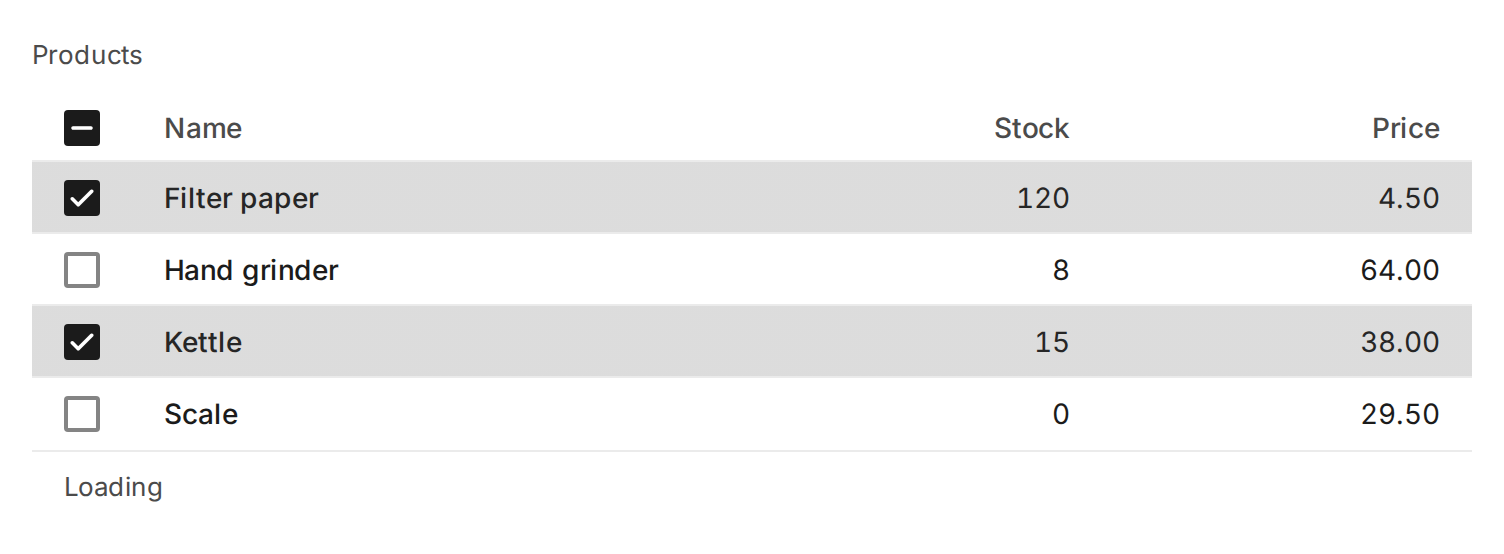 Products
Name Stock Price
Filter paper 120 4.50
Hand grinder 8 64.00
Kettle 15 38.00
Scale 0 29.50
Loading